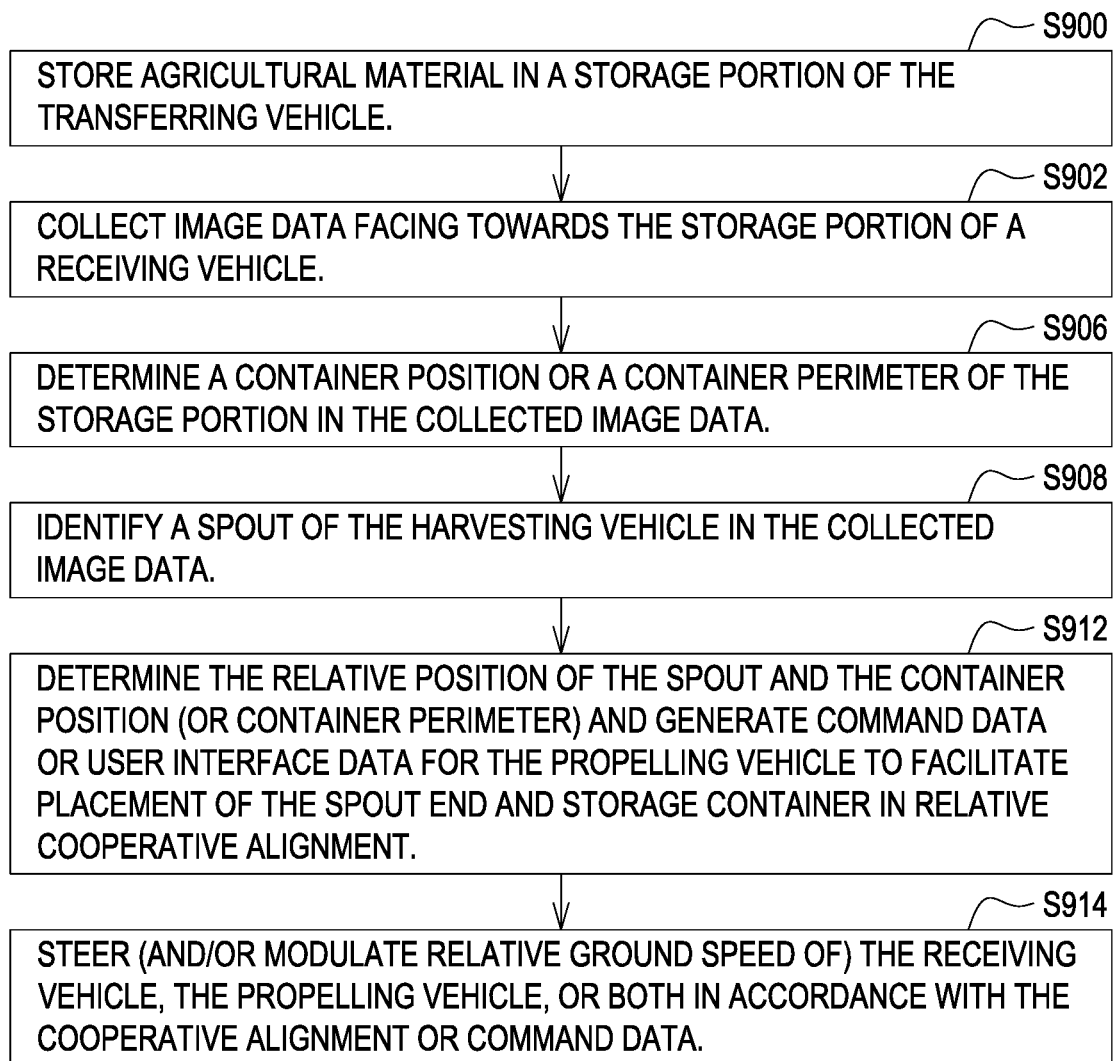 S900
STORE AGRICULTURAL MATERIAL IN A STORAGE PORTION OF THE
TRANSFERRING VEHICLE.
S902
COLLECT IMAGE DATA FACING TOWARDS THE STORAGE PORTION OF A
RECEIVING VEHICLE.
S906
DETERMINE A CONTAINER POSITION OR A CONTAINER PERIMETER OF THE
STORAGE PORTION IN THE COLLECTED IMAGE DATA.
S908
IDENTIFY A SPOUT OF THE HARVESTING VEHICLE IN THE COLLECTED
IMAGE DATA.
S912
DETERMINE THE RELATIVE POSITION OF THE SPOUT AND THE CONTAINER
POSITION (OR CONTAINER PERIMETER) AND GENERATE COMMAND DATA
OR USER INTERFACE DATA FOR THE PROPELLING VEHICLE TO FACILITATE
PLACEMENT OF THE SPOUT END AND STORAGE CONTAINER IN RELATIVE
COOPERATIVE ALIGNMENT.
S914
STEER (AND/OR MODULATE RELATIVE GROUND SPEED OF) THE RECEIVING
VEHICLE, THE PROPELLING VEHICLE, OR BOTH IN ACCORDANCE WITH THE
COOPERATIVE ALIGNMENT OR COMMAND DATA.